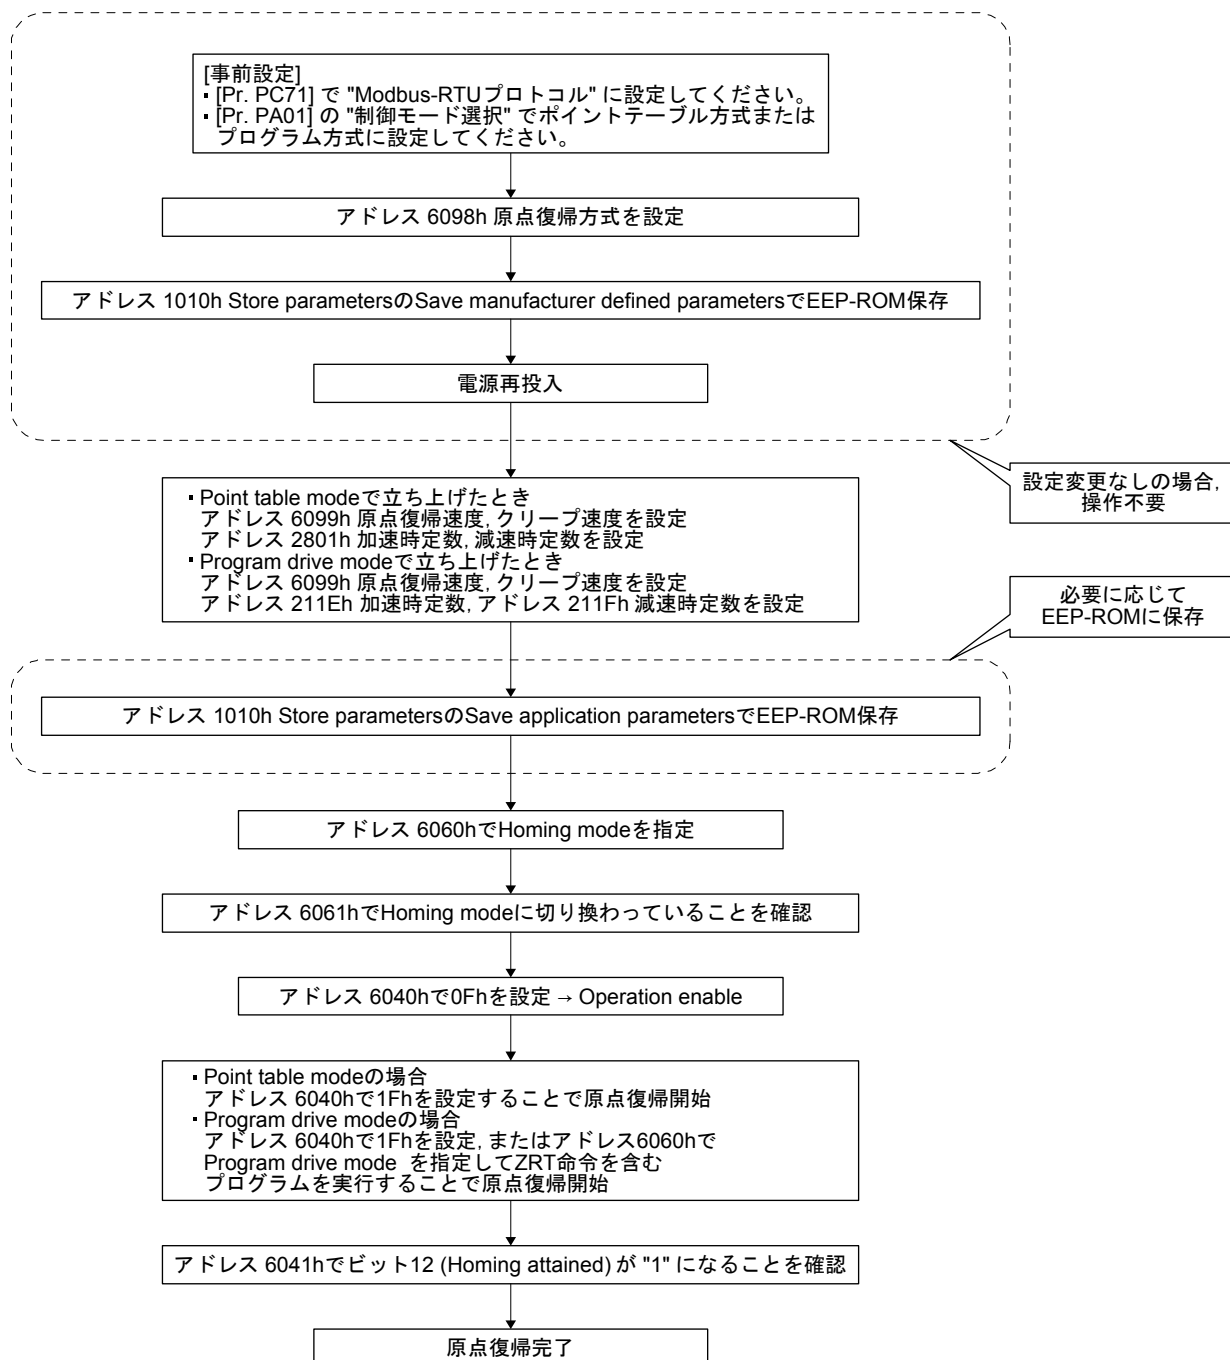 [事前設定]
▪ [Pr. PC71] で "Modbus-RTUプロトコル" に設定してください。
▪ [Pr. PA01] の "制御モード選択" でポイントテーブル方式または
プログラム方式に設定してください。
アドレス 6098h 原点復帰方式を設定
アドレス 1010h Store parametersのSave manufacturer defined parametersでEEP-ROM保存
電源再投入
設定変更なしの場合,
操作不要
▪ Point table modeで立ち上げたとき
アドレス 6099h 原点復帰速度, クリープ速度を設定
アドレス 2801h 加速時定数, 減速時定数を設定
▪ Program drive modeで立ち上げたとき
アドレス 6099h 原点復帰速度, クリープ速度を設定
アドレス 211Eh 加速時定数, アドレス 211Fh 減速時定数を設定
必要に応じて
EEP-ROMに保存
アドレス 1010h Store parametersのSave application parametersでEEP-ROM保存
アドレス 6060hでHoming modeを指定
アドレス 6061hでHoming modeに切り換わっていることを確認
アドレス 6040hで0Fhを設定 → Operation enable
▪ Point table modeの場合
アドレス 6040hで1Fhを設定することで原点復帰開始
▪ Program drive modeの場合
アドレス 6040hで1Fhを設定, またはアドレス6060hで
Program drive mode を指定してZRT命令を含む
プログラムを実行することで原点復帰開始
アドレス 6041hでビット12 (Homing attained) が "1" になることを確認
原点復帰完了